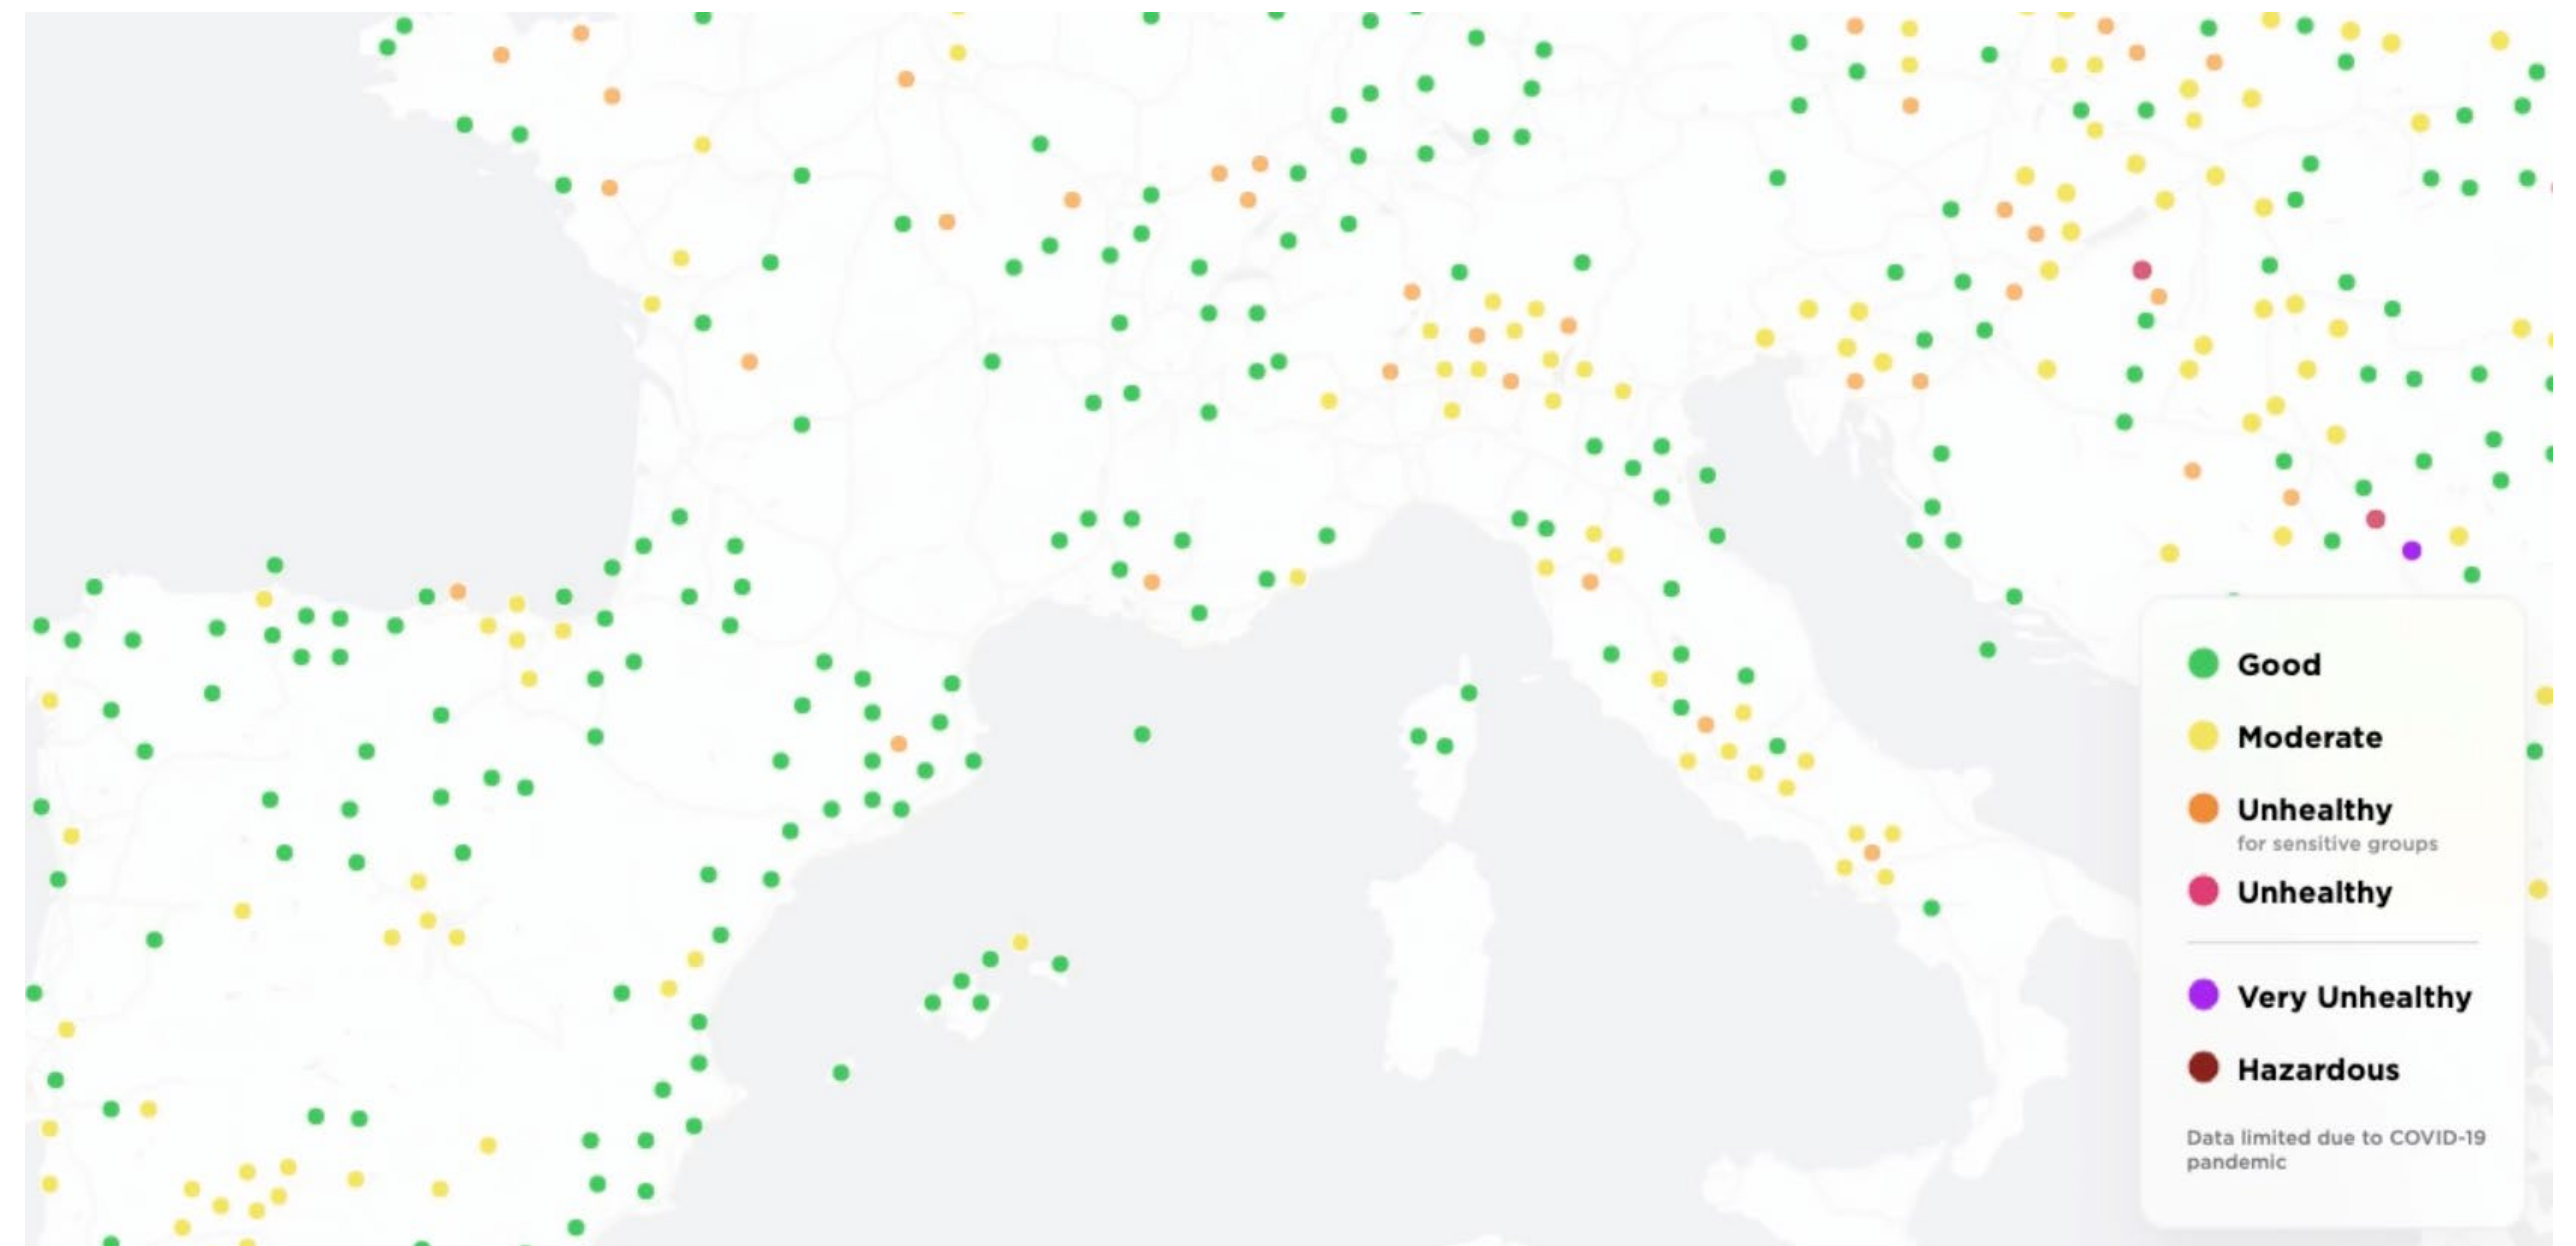 Good
Moderate
Unhealthy
for sensitive groups
Unhealthy
Very Unhealthy
Hazardous
Data limited due to COVID-19
pandemic